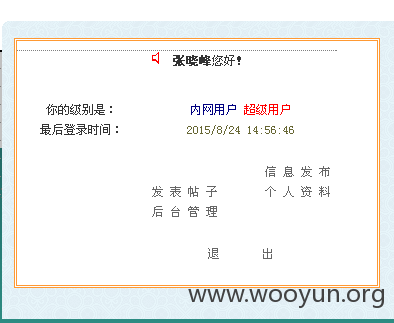 张晓峰您好!
你的级别是: 内网用户 超级用户
最后登录时间: 2015/8/24 14:56:46
信息发布
发表帖子 个人资料
后台管理
退 出
www.wooyun.org